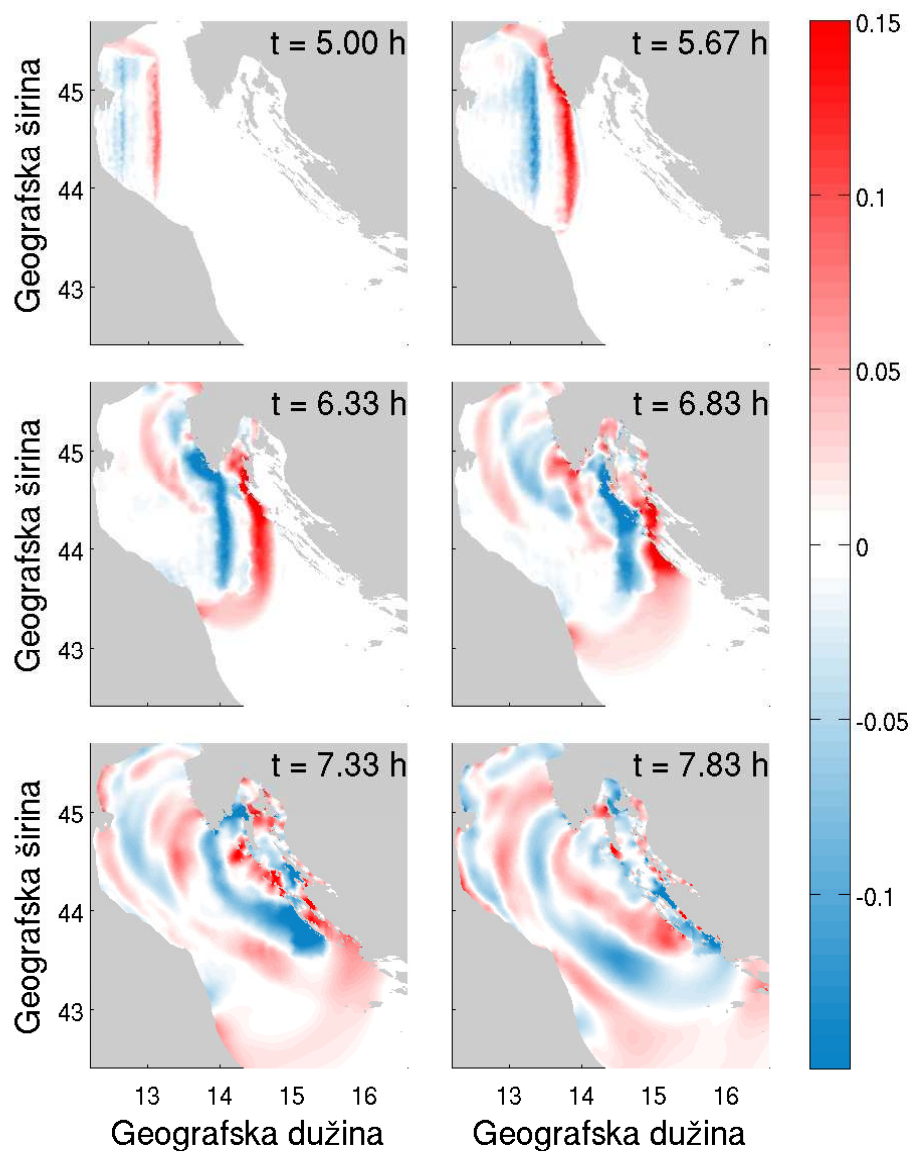 t = 5.00 h
t = 5.67 h
Geografska širina
45
44
43
t = 6.33 h
t = 6.83 h
Geografska širina
45
44
43
t = 7.33 h
t = 7.83 h
Geografska širina
45
44
43
13 14 15 16
13 14 15 16
Geografska dužina
Geografska dužina
0.15
0.1
0.05
0
-0.05
-0.1